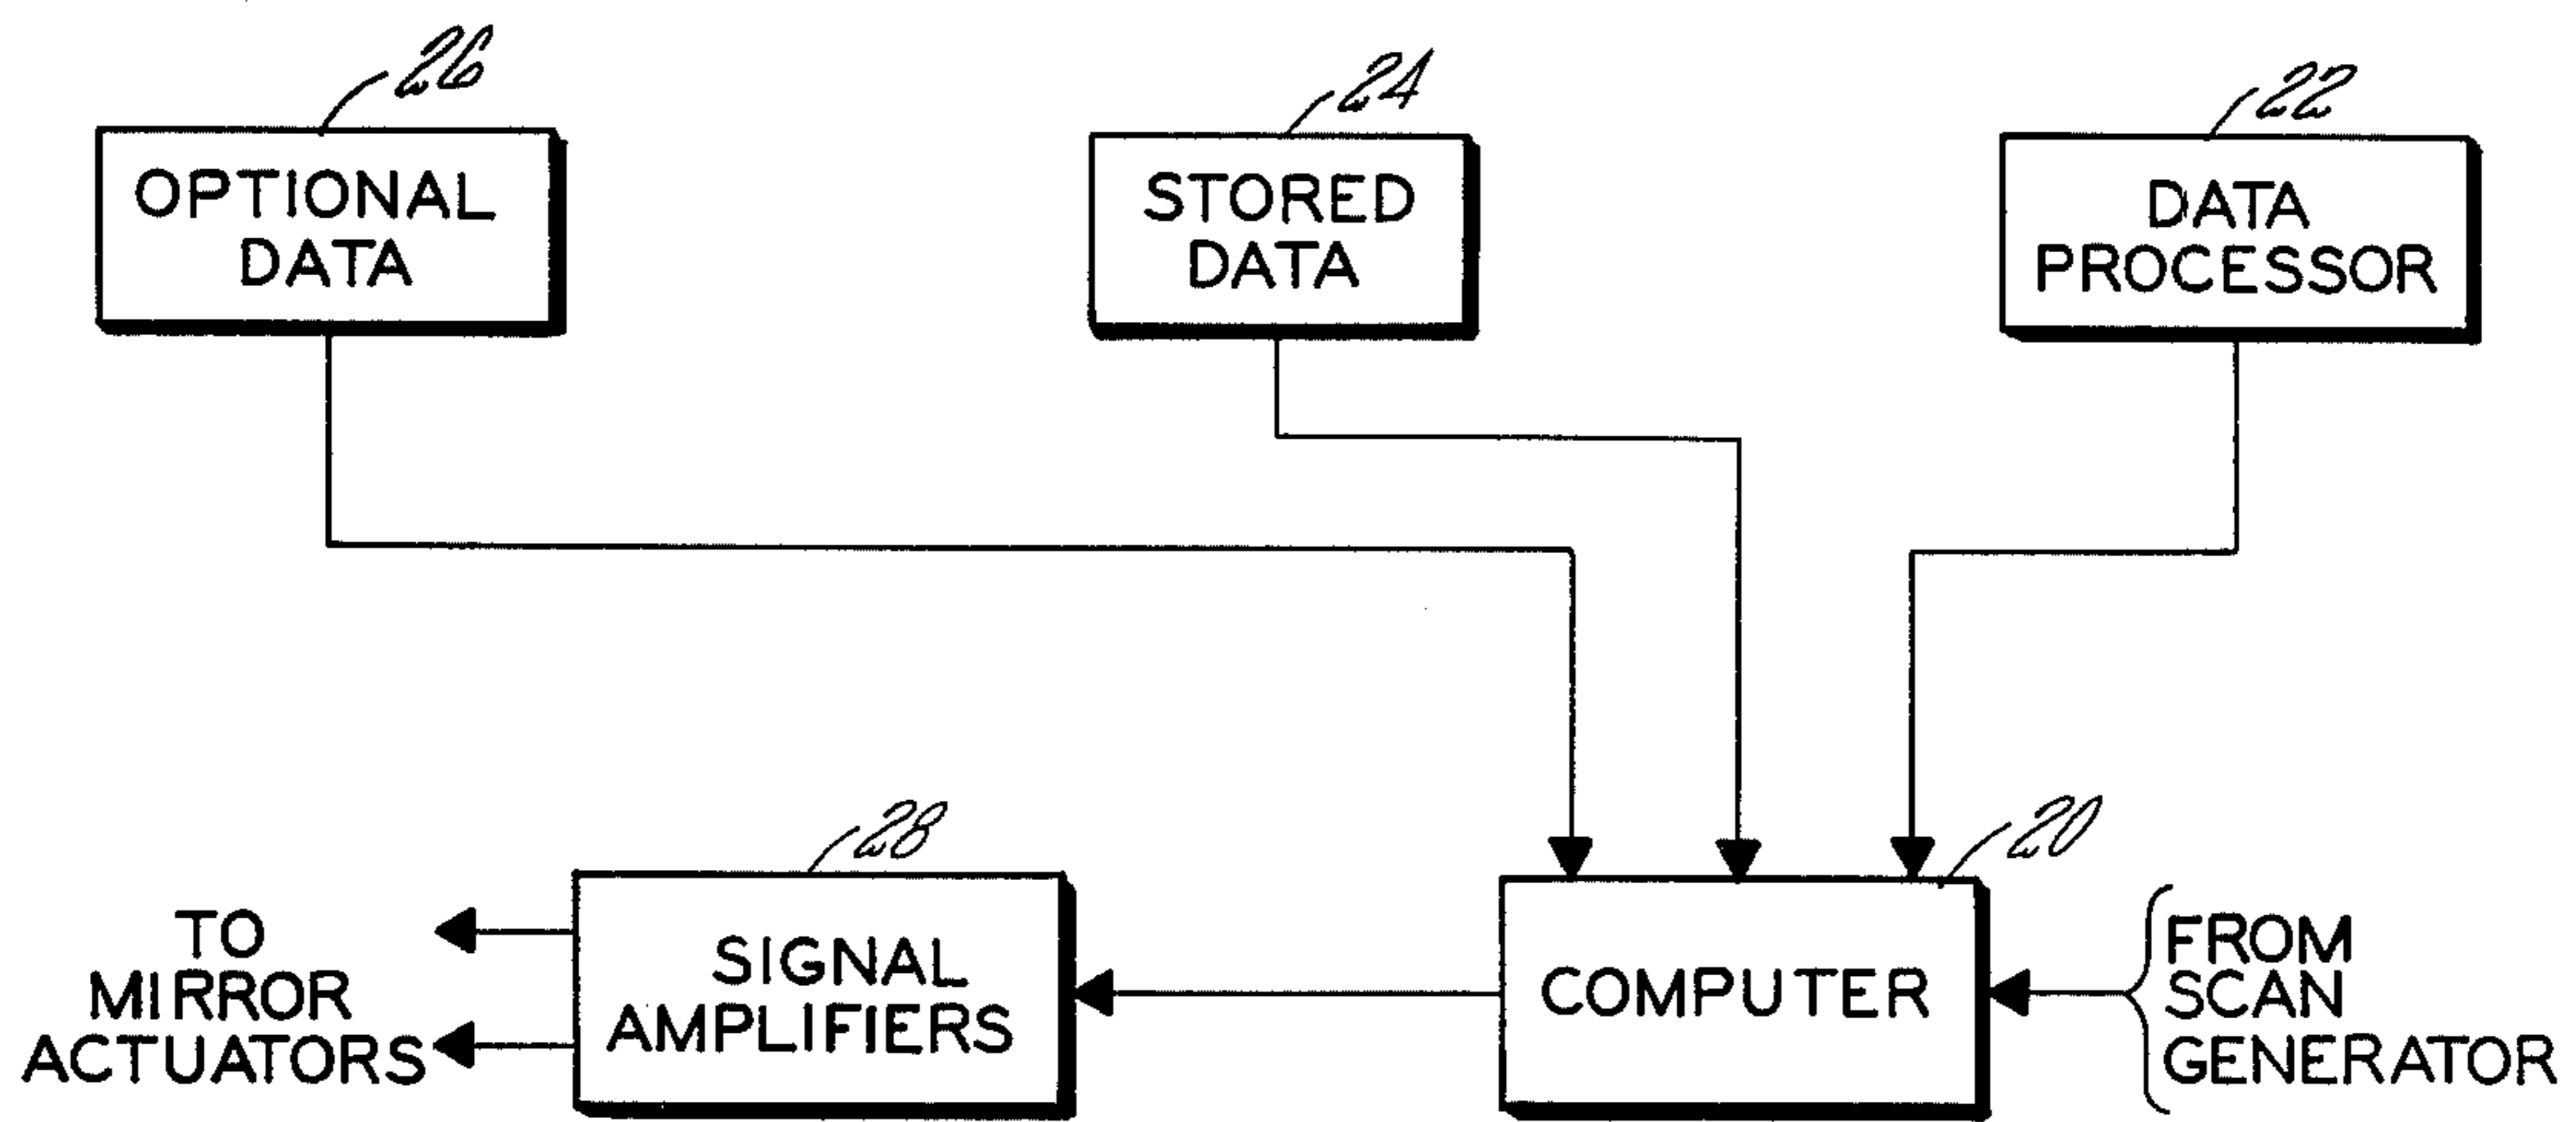 26
24
22
OPTIONAL
DATA
STORED
DATA
DATA
PROCESSOR
28
20
TO
MIRROR
ACTUATORS
SIGNAL
AMPLIFIERS
COMPUTER
FROM
SCAN
GENERATOR